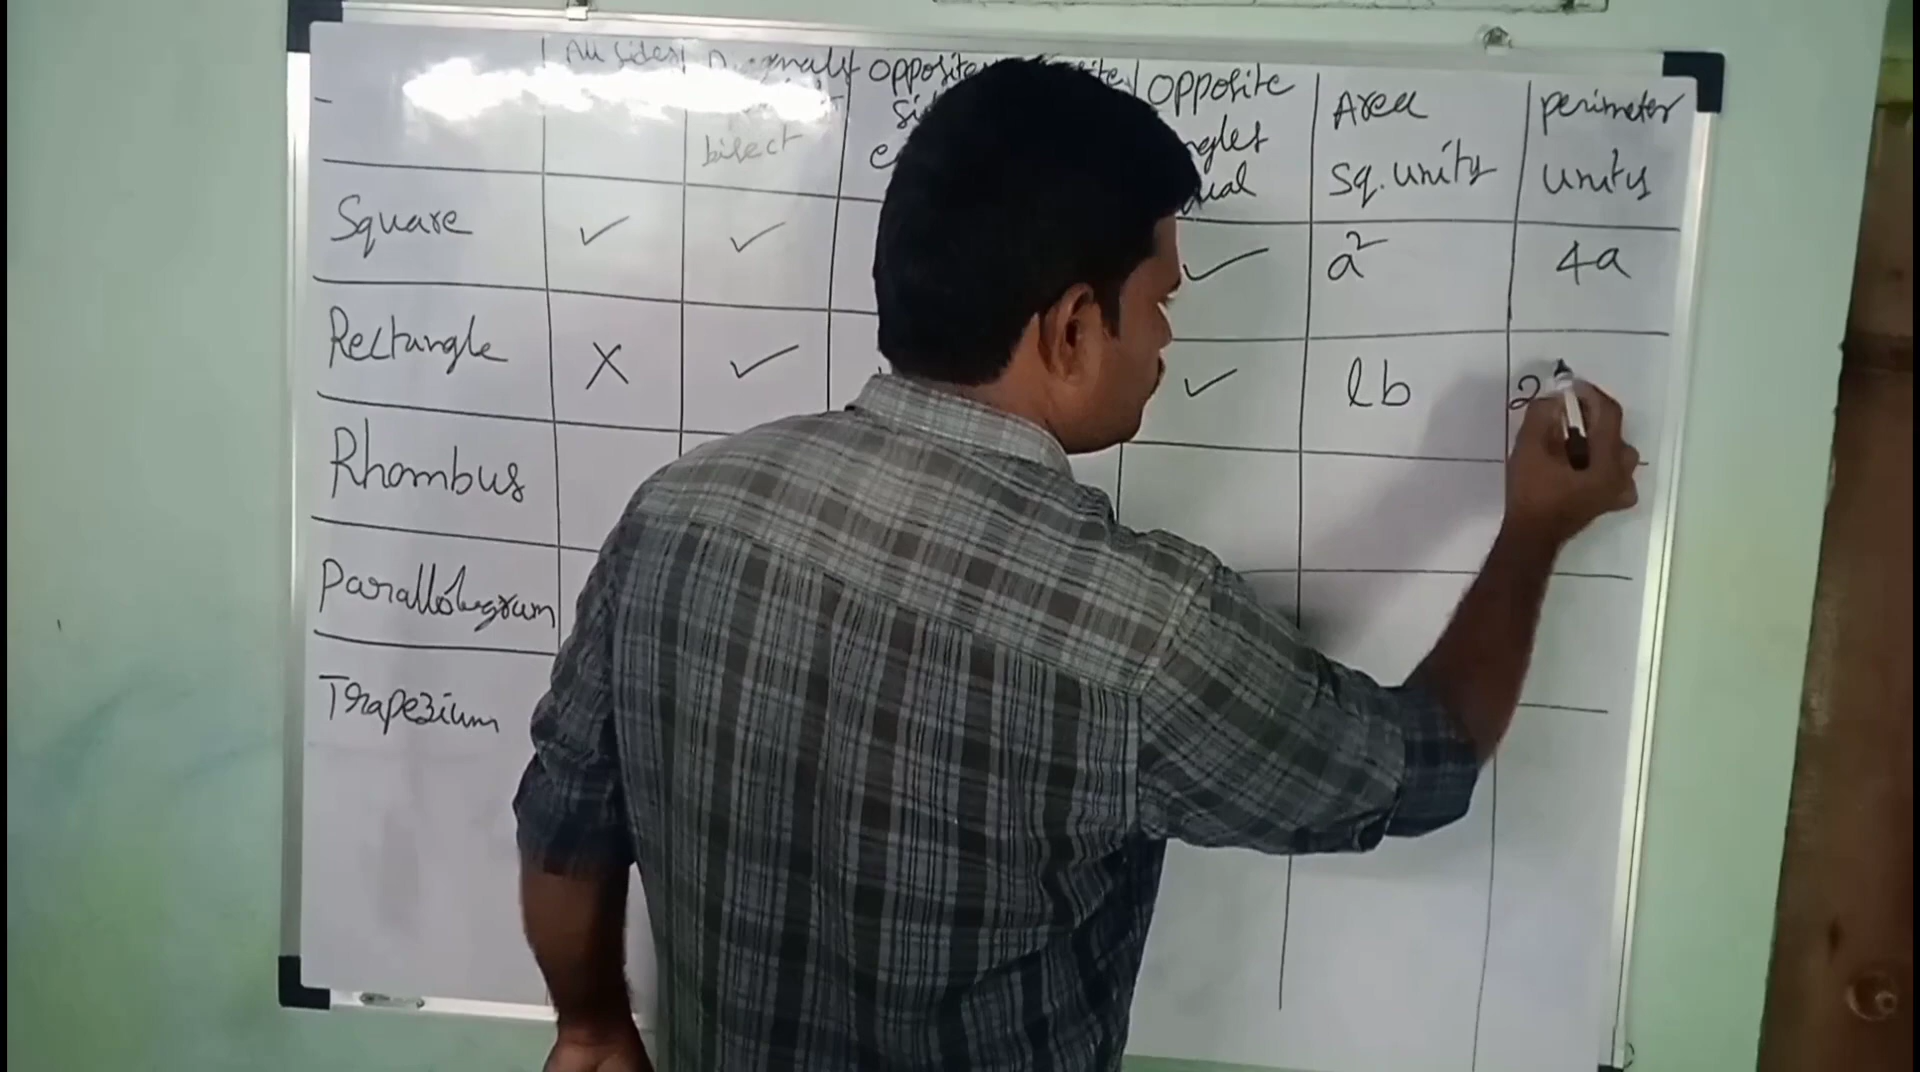 All sides Diagonals opposite opposite Area perimeter
bisect angles equal sq. units units
Square ✓ ✓ ✓ a² 4a
Rectangle X ✓ ✓ lb 2
Rhombus
Parallelogram
Trapezium